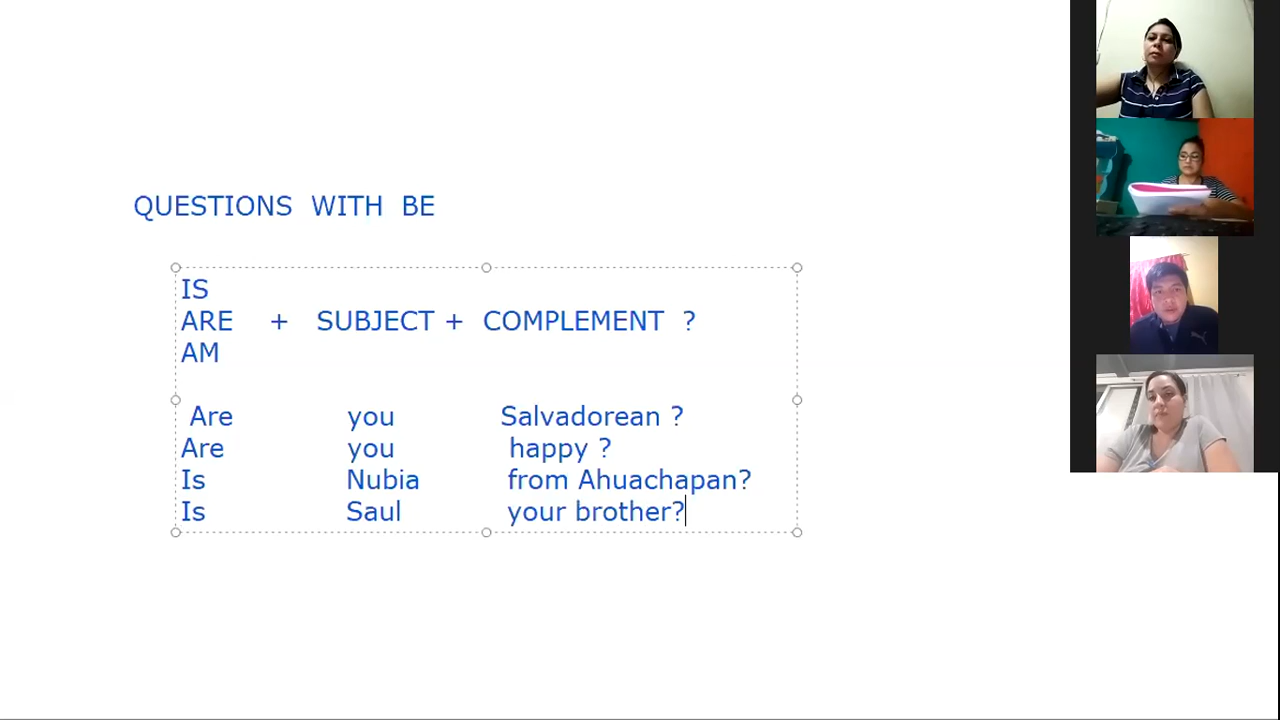 QUESTIONS WITH BE
IS
ARE + SUBJECT + COMPLEMENT ?
AM
Are you Salvadorean ?
Are you happy ?
Is Nubia from Ahuachapan?
Is Saul your brother?